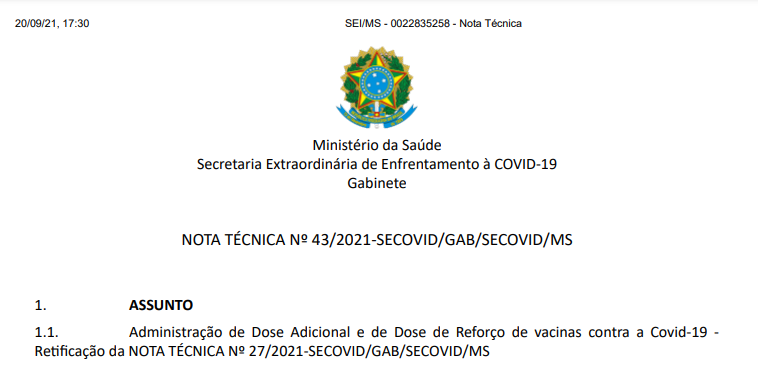 20/09/21, 17:30 SEI/MS - 0022835258 - Nota Técnica
Ministério da Saúde
Secretaria Extraordinária de Enfrentamento à COVID-19
Gabinete
NOTA TÉCNICA Nº 43/2021-SECOVID/GAB/SECOVID/MS
1. ASSUNTO
1.1. Administração de Dose Adicional e de Dose de Reforço de vacinas contra a Covid-19 -
Retificação da NOTA TÉCNICA Nº 27/2021-SECOVID/GAB/SECOVID/MS